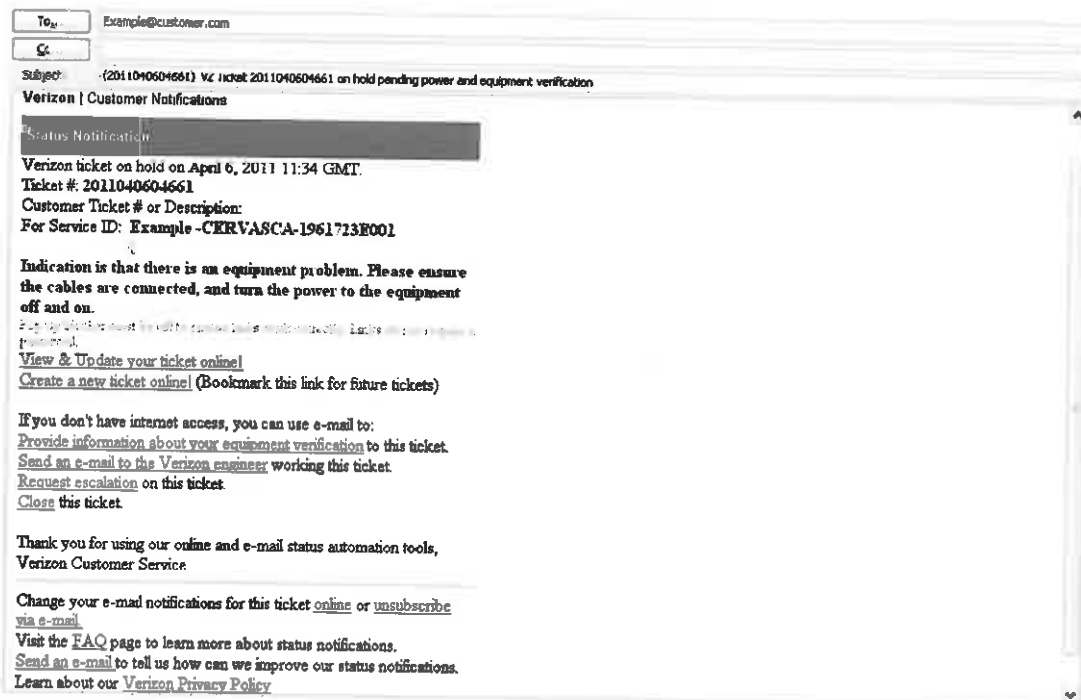 To...
Example@customer.com
Cc...
Subject: (2011040604661) VZ Ticket 2011040604661 on hold pending power and equipment verification
Verizon | Customer Notifications
Status Notification
Verizon ticket on hold on April 6, 2011 11:34 GMT.
Ticket #: 2011040604661
Customer Ticket # or Description:
For Service ID: Example -CERVASCA-1961723E001
Indication is that there is an equipment problem. Please ensure
the cables are connected, and turn the power to the equipment
off and on.
View & Update your ticket online!
Create a new ticket online! (Bookmark this link for future tickets)
If you don't have internet access, you can use e-mail to:
Provide information about your equipment verification to this ticket.
Send an e-mail to the Verizon engineer working this ticket.
Request escalation on this ticket.
Close this ticket.
Thank you for using our online and e-mail status automation tools,
Verizon Customer Service
Change your e-mail notifications for this ticket online or unsubscribe
via e-mail.
Visit the FAQ page to learn more about status notifications.
Send an e-mail to tell us how can we improve our status notifications.
Learn about our Verizon Privacy Policy